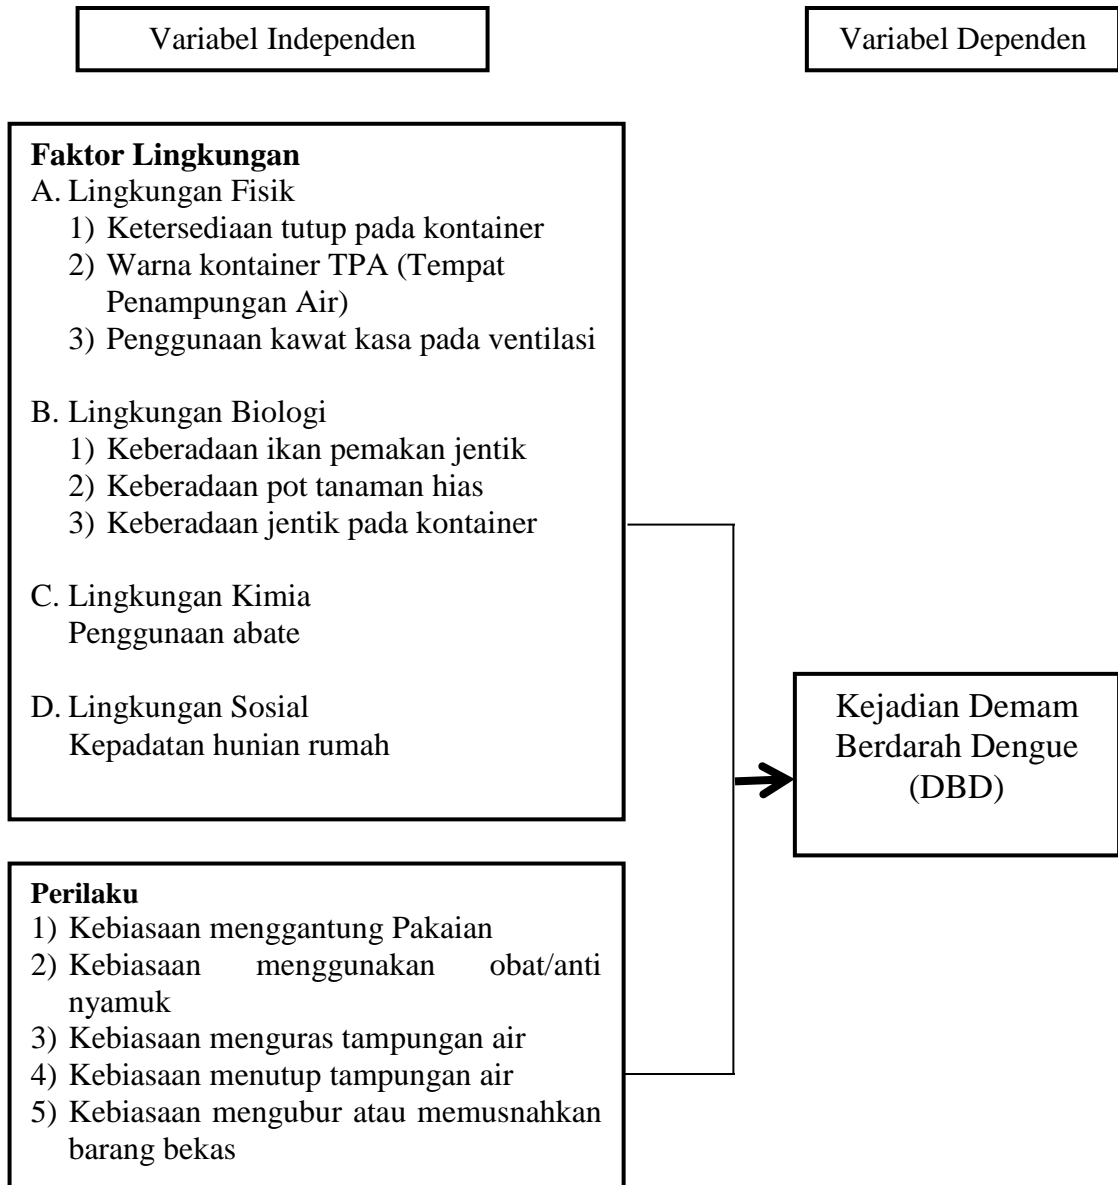 Variabel Independen
Variabel Dependen
Faktor Lingkungan
A. Lingkungan Fisik
1) Ketersediaan tutup pada kontainer
2) Warna kontainer TPA (Tempat
Penampungan Air)
3) Penggunaan kawat kasa pada ventilasi
B. Lingkungan Biologi
1) Keberadaan ikan pemakan jentik
2) Keberadaan pot tanaman hias
3) Keberadaan jentik pada kontainer
C. Lingkungan Kimia
Penggunaan abate
D. Lingkungan Sosial
Kepadatan hunian rumah
Kejadian Demam
Berdarah Dengue
(DBD)
Perilaku
1) Kebiasaan menggantung Pakaian
2) Kebiasaan menggunakan obat/anti
nyamuk
3) Kebiasaan menguras tampungan air
4) Kebiasaan menutup tampungan air
5) Kebiasaan mengubur atau memusnahkan
barang bekas